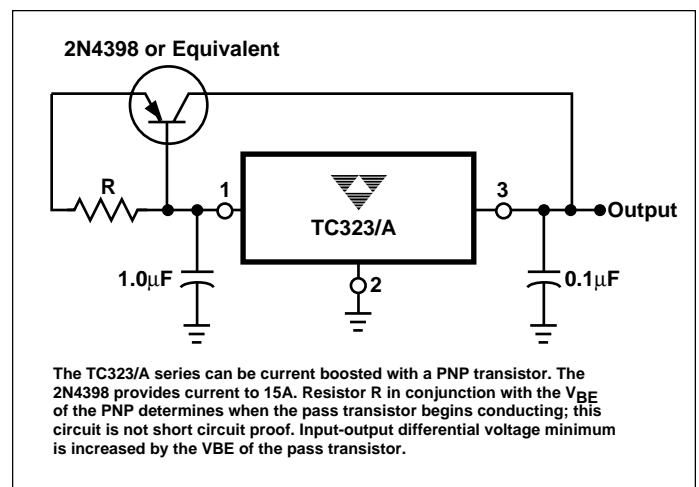 2N4398 or Equivalent
R
1
3
TC323/A
Output
1.0μF
2
0.1μF
The TC323/A series can be current boosted with a PNP transistor. The
2N4398 provides current to 15A. Resistor R in conjunction with the VBE
of the PNP determines when the pass transistor begins conducting; this
circuit is not short circuit proof. Input-output differential voltage minimum
is increased by the VBE of the pass transistor.